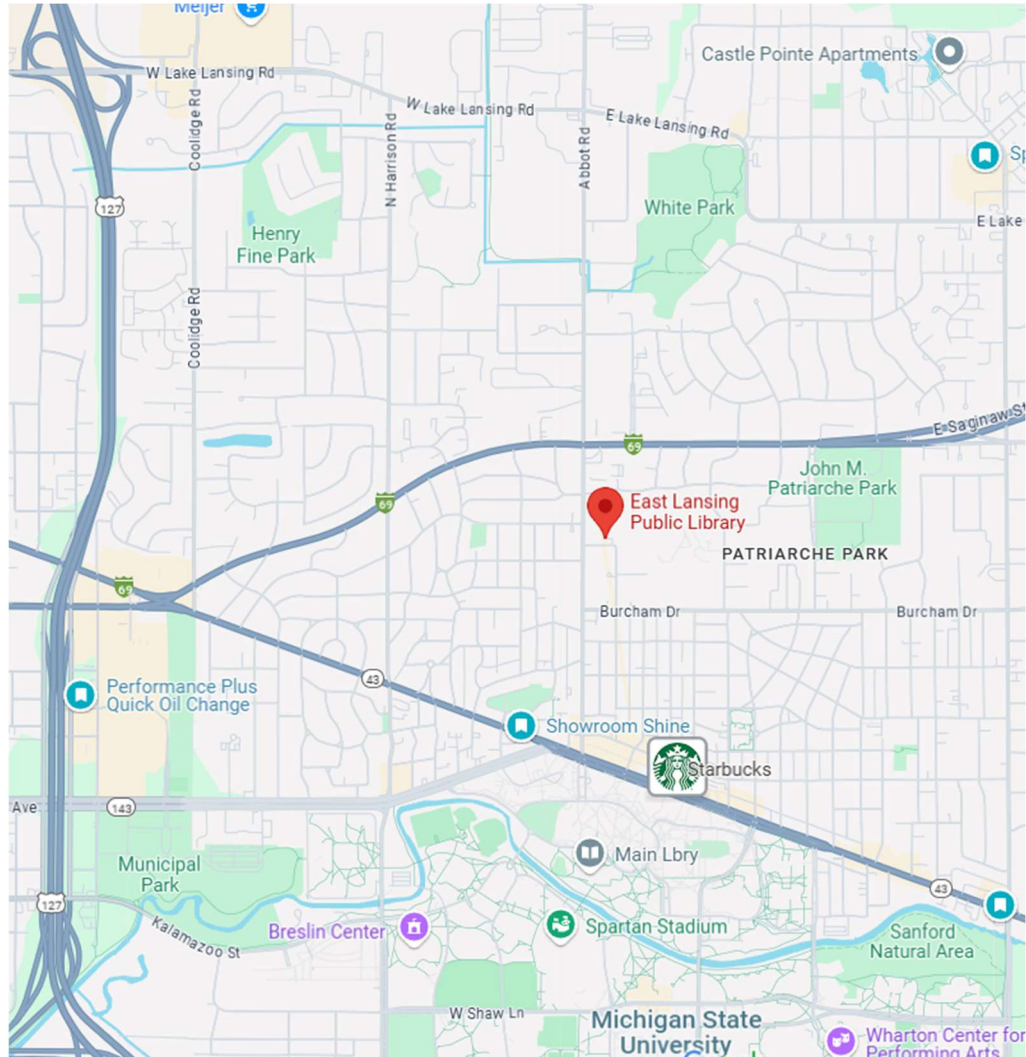 Meijer
W Lake Lansing Rd
Castle Pointe Apartments
W Lake Lansing Rd
E Lake Lansing Rd
Coolidge Rd
N Harrison Rd
Abbot Rd
Sp
127
White Park
E Lake
Henry
Fine Park
Coolidge Rd
E Saginaw St
69
69
John M.
Patriarche Park
East Lansing
Public Library
PATRIARCHE PARK
69
Burcham Dr
Burcham Dr
43
Performance Plus
Quick Oil Change
Showroom Shine
Starbucks
Ave
143
Main Lbry
Municipal
Park
43
127
Kalamazoo St
Breslin Center
Spartan Stadium
Sanford
Natural Area
W Shaw Ln
Michigan State
University
Wharton Center for
Performing Arts